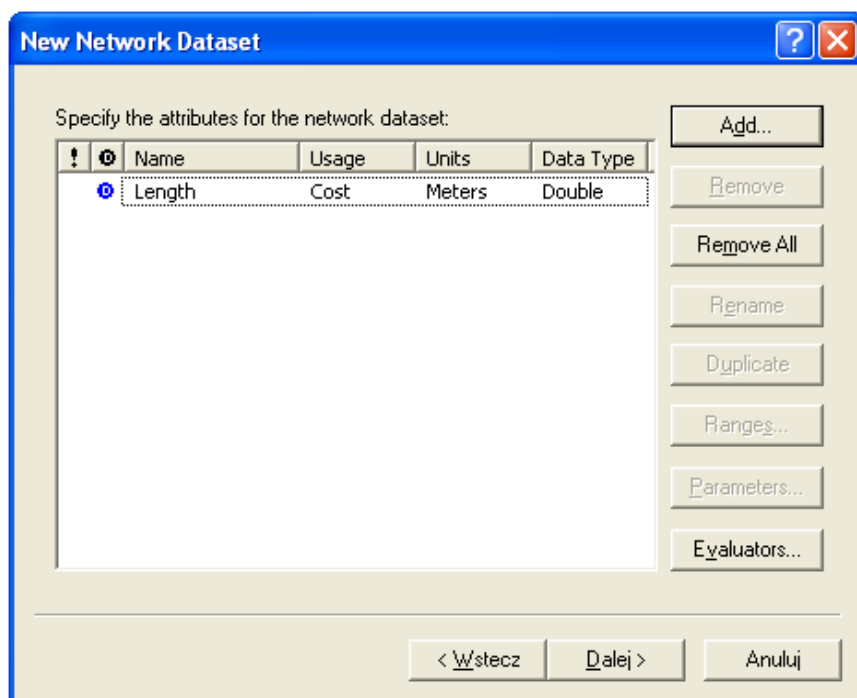 New Network Dataset
Specify the attributes for the network dataset:
! D Name Usage Units Data Type
D Length Cost Meters Double
Add...
Remove
Remove All
Rename
Duplicate
Ranges...
Parameters...
Evaluators...
< Wstecz Dalej > Anuluj